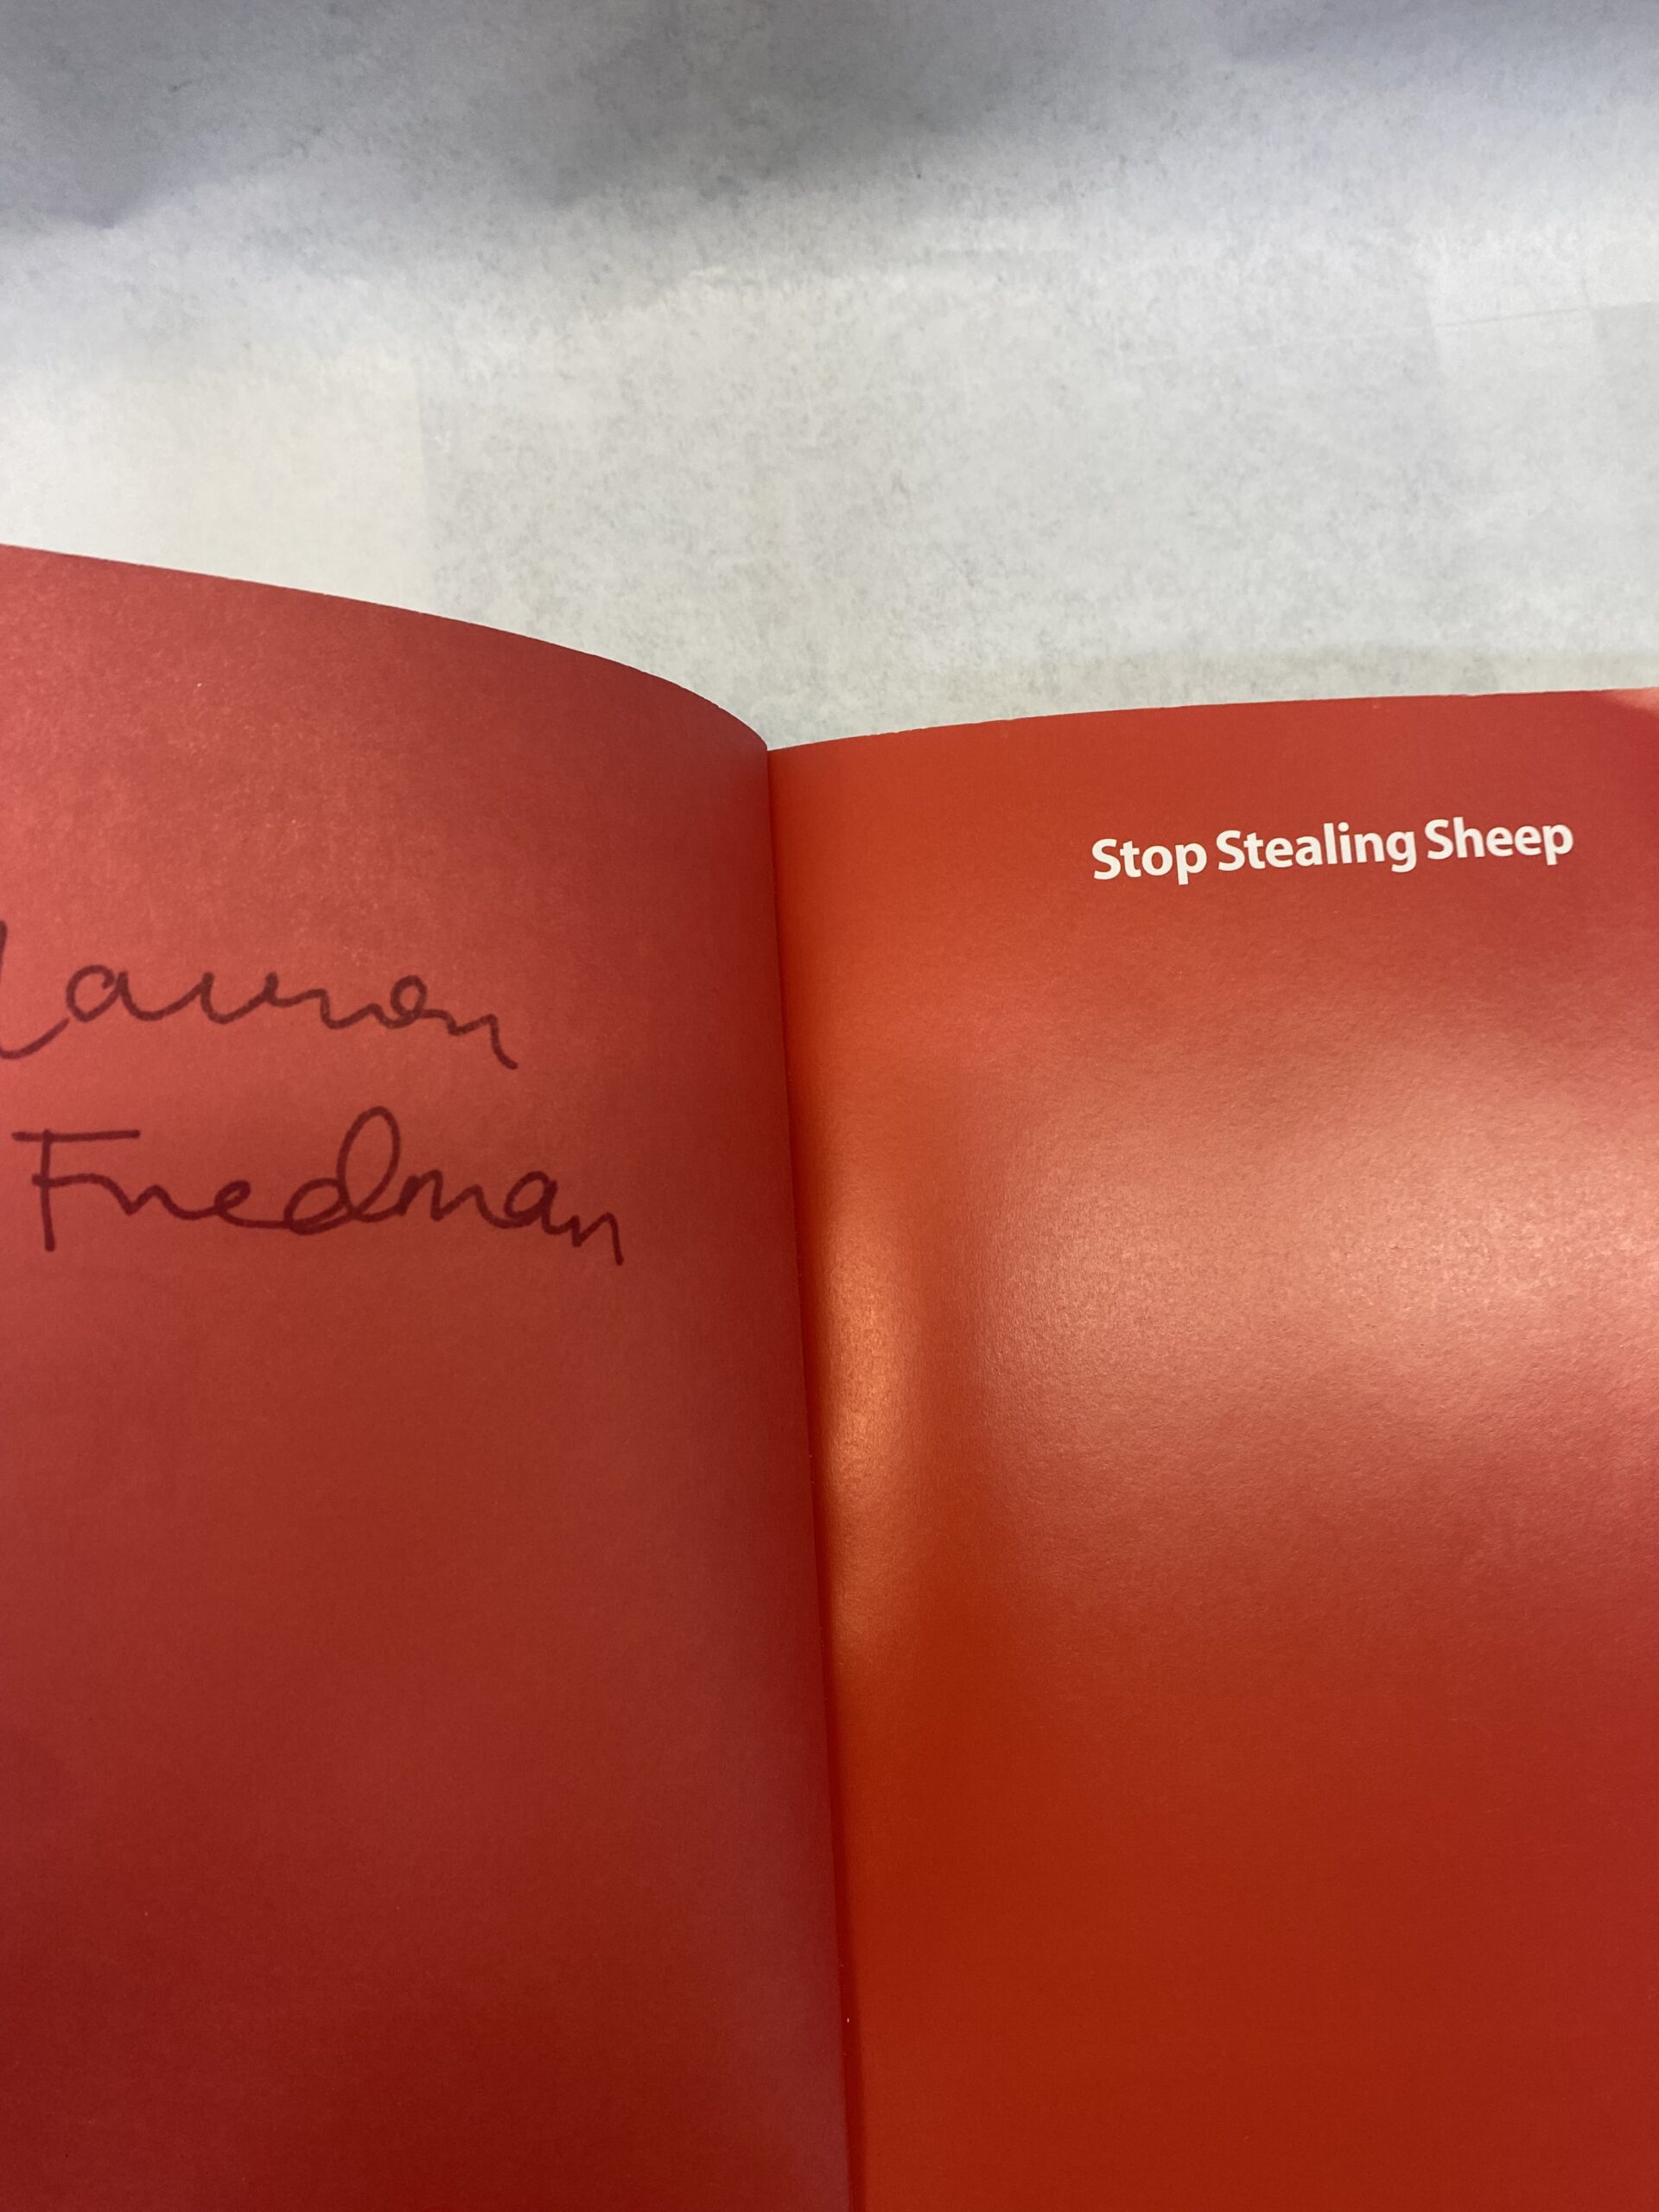 Lauren
Friedman
Stop Stealing Sheep